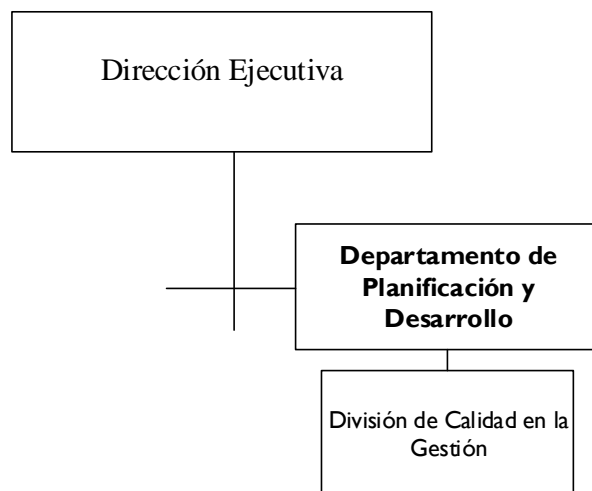 Dirección Ejecutiva
Departamento de
Planificación y
Desarrollo
División de Calidad en la
Gestión